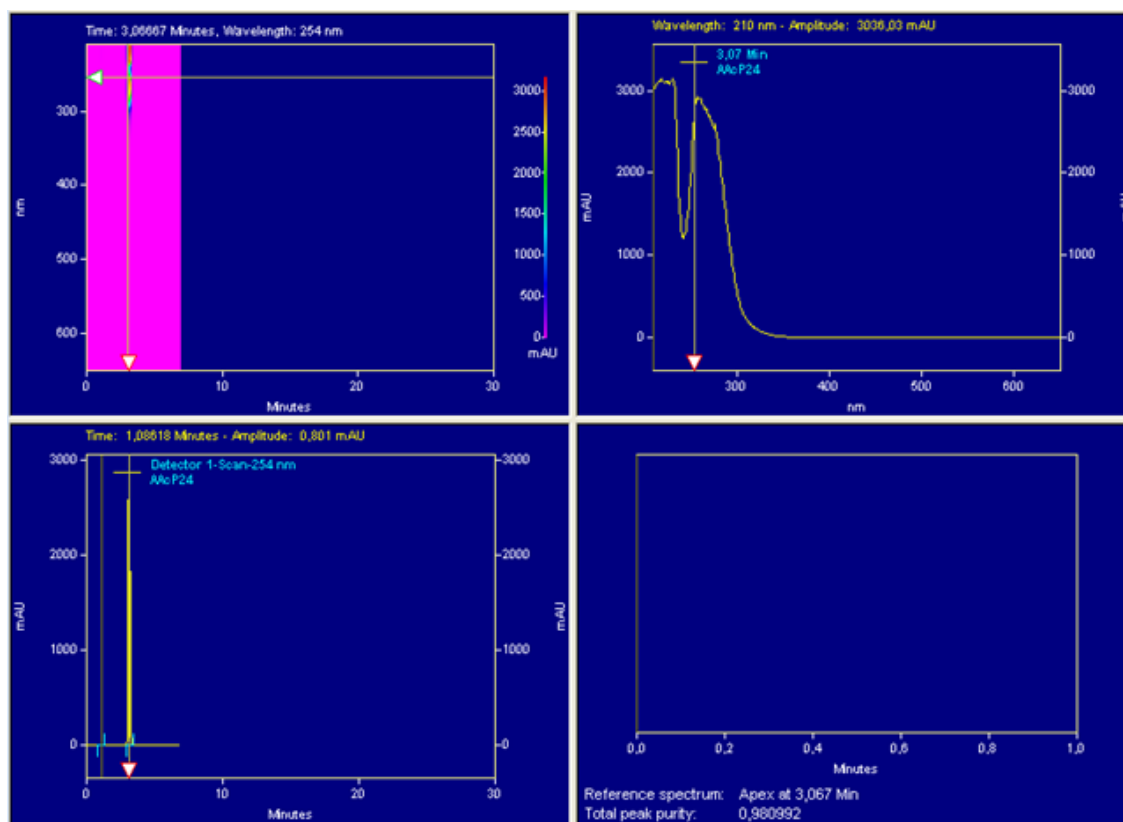 Time: 3,06667 Minutes, Wavelength: 254 nm
300
400
500
600
nm
0
10
20
30
Minutes
3000
2500
2000
1500
1000
500
0
mAU
Wavelength: 210 nm - Amplitude: 3036,03 mAU
3,07 Min
AAcP24
3000
2000
1000
0
mAU
3000
2000
1000
0
mAU
300
400
500
600
nm
Time: 1,08618 Minutes - Amplitude: 0,801 mAU
Detector 1-Scan-254 nm
AAcP24
3000
2000
1000
0
mAU
3000
2000
1000
0
mAU
0
10
20
30
Minutes
0,0
0,2
0,4
0,6
0,8
1,0
Minutes
Reference spectrum: Apex at 3,067 Min
Total peak purity: 0,980992